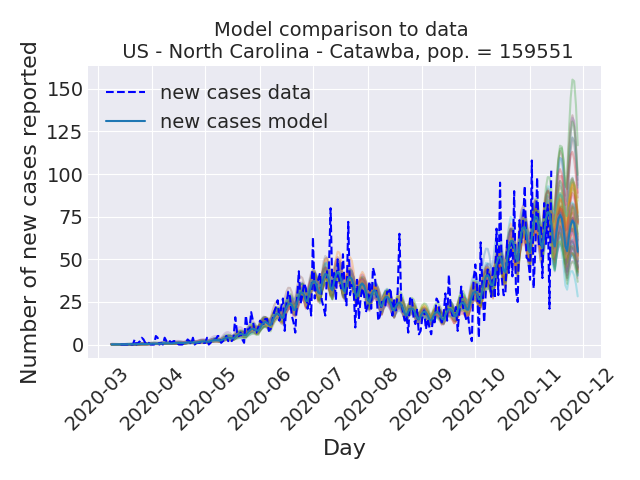 Model comparison to data
US - North Carolina - Catawba, pop. = 159551
Number of new cases reported
150
125
100
75
50
25
0
new cases data
new cases model
2020-03
2020-04
2020-05
2020-06
2020-07
2020-08
2020-09
2020-10
2020-11
2020-12
Day